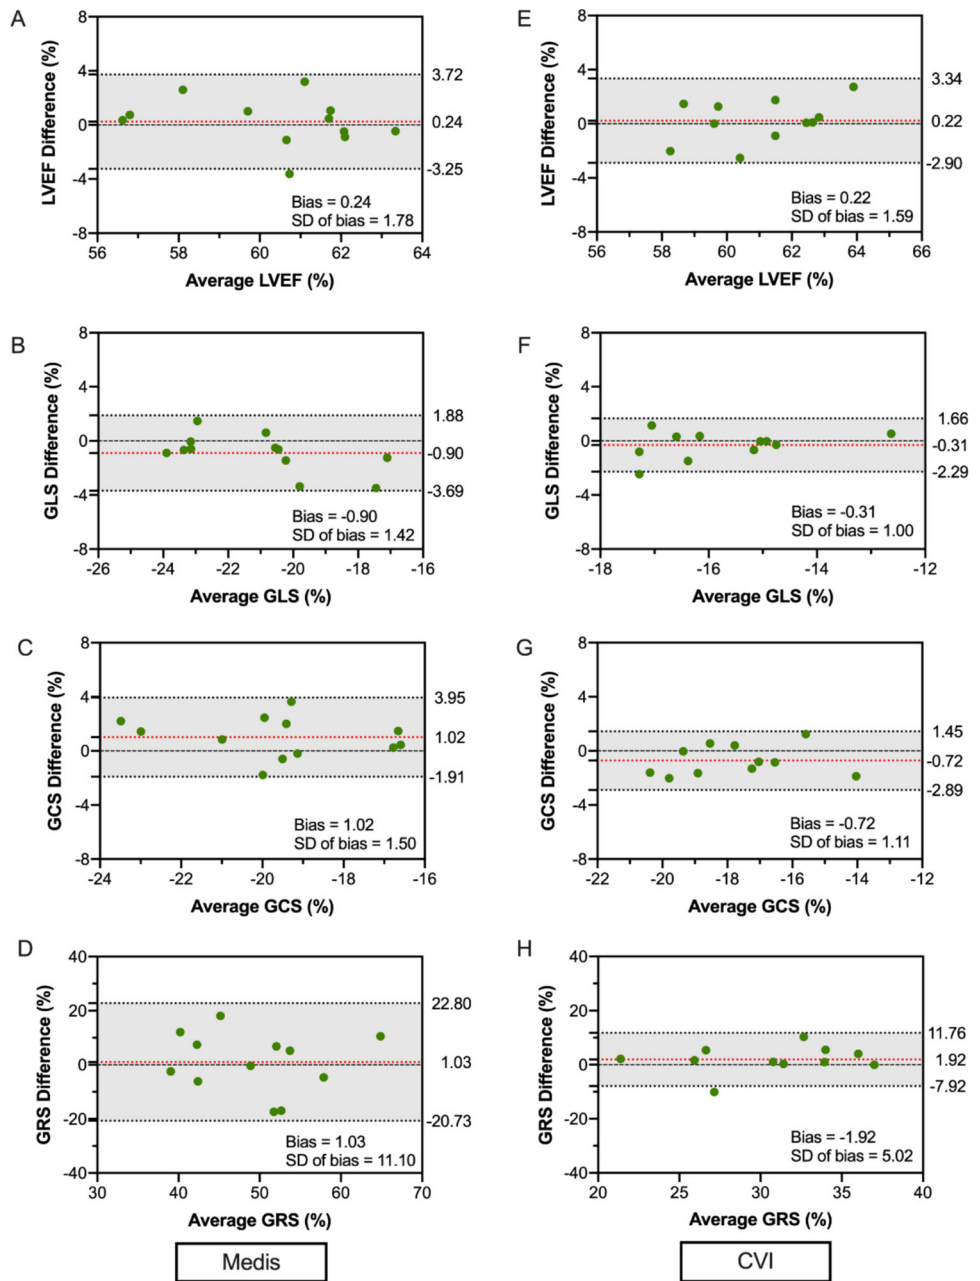 A
LVEF Difference (%)
8
4
0
-4
-8
3.72
0.24
-3.25
Bias = 0.24
SD of bias = 1.78
56 58 60 62 64
Average LVEF (%)
E
LVEF Difference (%)
8
4
0
-4
-8
3.34
0.22
-2.90
Bias = 0.22
SD of bias = 1.59
56 58 60 62 64 66
Average LVEF (%)
B
GLS Difference (%)
8
4
0
-4
-8
1.88
-0.90
-3.69
Bias = -0.90
SD of bias = 1.42
-26 -24 -22 -20 -18 -16
Average GLS (%)
F
GLS Difference (%)
8
4
0
-4
-8
1.66
-0.31
-2.29
Bias = -0.31
SD of bias = 1.00
-18 -16 -14 -12
Average GLS (%)
C
GCS Difference (%)
8
4
0
-4
-8
3.95
1.02
-1.91
Bias = 1.02
SD of bias = 1.50
-24 -22 -20 -18 -16
Average GCS (%)
G
GCS Difference (%)
8
4
0
-4
-8
1.45
-0.72
-2.89
Bias = -0.72
SD of bias = 1.11
-22 -20 -18 -16 -14 -12
Average GCS (%)
D
GRS Difference (%)
40
20
0
-20
-40
22.80
1.03
-20.73
Bias = 1.03
SD of bias = 11.10
30 40 50 60 70
Average GRS (%)
H
GRS Difference (%)
40
20
0
-20
-40
11.76
1.92
-7.92
Bias = -1.92
SD of bias = 5.02
20 25 30 35 40
Average GRS (%)
Medis
CVI